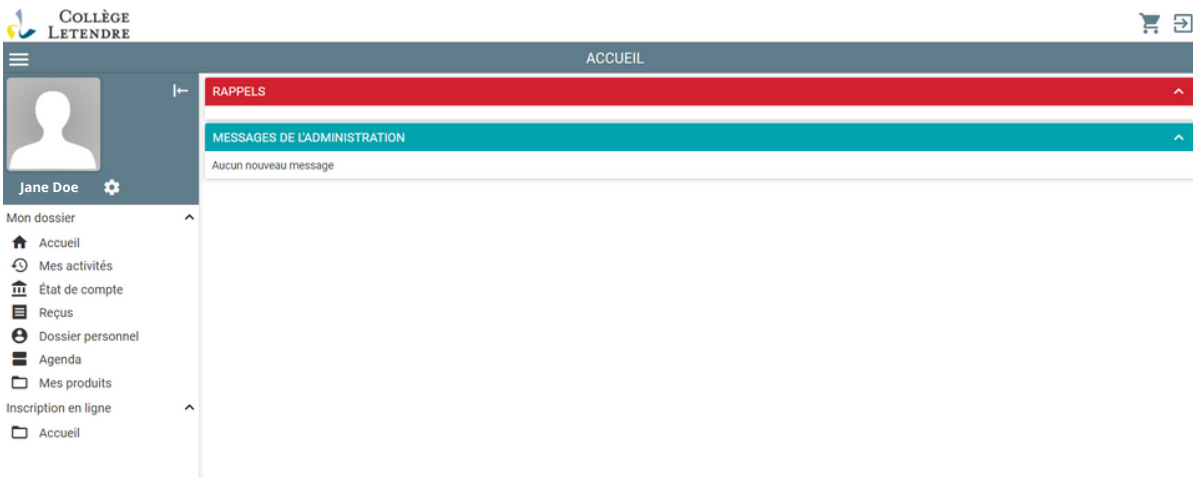 COLLÈGE
LETENDRE
ACCUEIL
Jane Doe
Mon dossier
Accueil
Mes activités
État de compte
Reçus
Dossier personnel
Agenda
Mes produits
Inscription en ligne
Accueil
RAPPELS
MESSAGES DE L'ADMINISTRATION
Aucun nouveau message